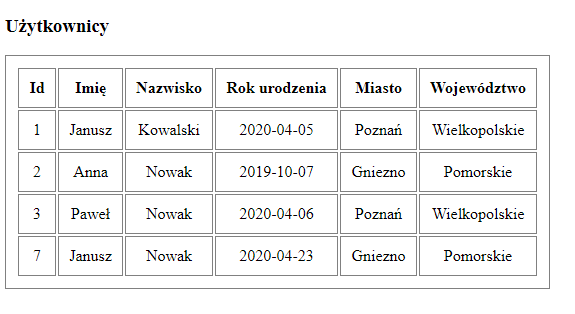 Użytkownicy
Id Imię Nazwisko Rok urodzenia Miasto Województwo
1 Janusz Kowalski 2020-04-05 Poznań Wielkopolskie
2 Anna Nowak 2019-10-07 Gniezno Pomorskie
3 Paweł Nowak 2020-04-06 Poznań Wielkopolskie
7 Janusz Nowak 2020-04-23 Gniezno Pomorskie